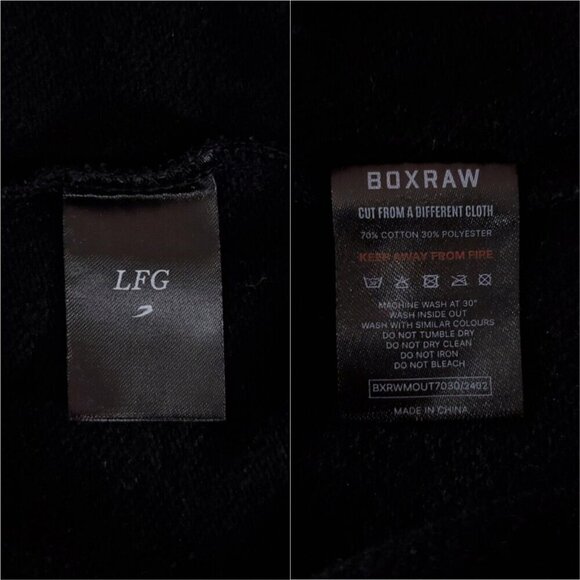 LFG
BOXRAW
CUT FROM A DIFFERENT CLOTH
70% COTTON 30% POLYESTER
KEEP AWAY FROM FIRE
MACHINE WASH AT 30°
WASH INSIDE OUT
WASH WITH SIMILAR COLOURS
DO NOT TUMBLE DRY
DO NOT DRY CLEAN
DO NOT IRON
DO NOT BLEACH
BXRWMOUT7030/2402
MADE IN CHINA